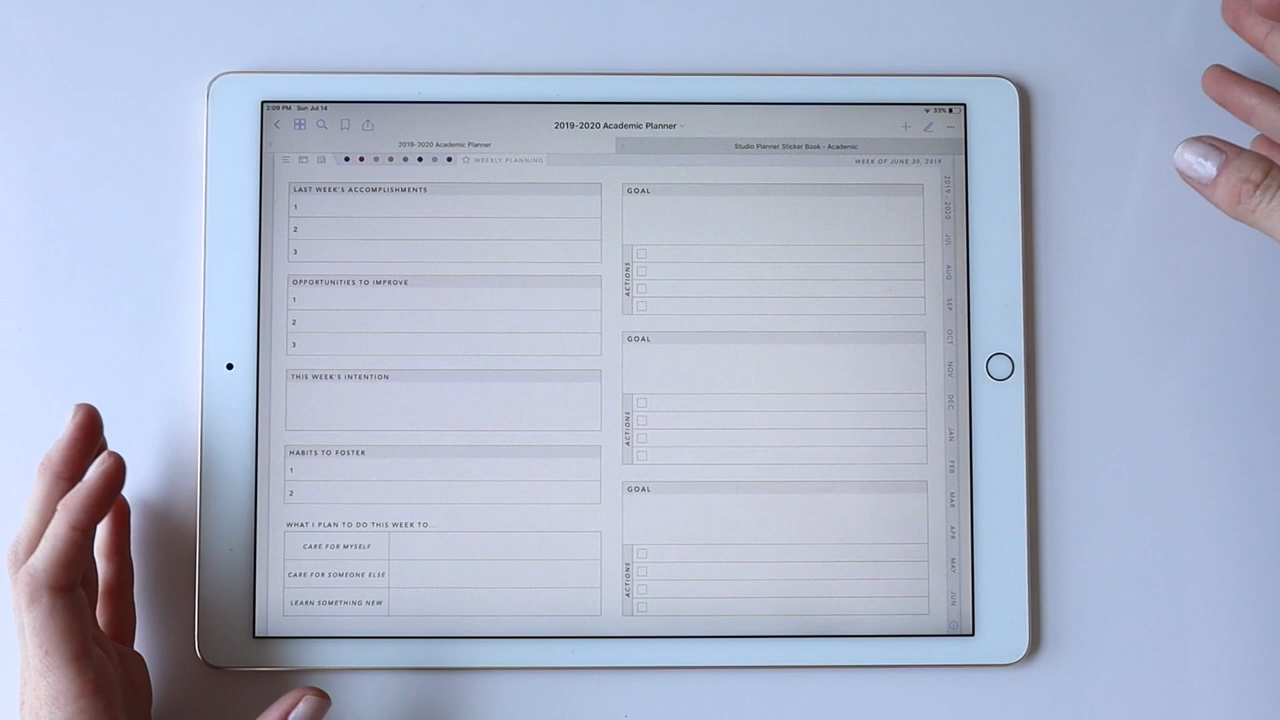 2:09 PM Sun Jul 14
33%
2019-2020 Academic Planner
2019-2020 Academic Planner
Studio Planner Sticker Book - Academic
WEEKLY PLANNING
WEEK OF JUNE 30, 2019
LAST WEEK'S ACCOMPLISHMENTS
1
2
3
OPPORTUNITIES TO IMPROVE
1
2
3
THIS WEEK'S INTENTION
HABITS TO FOSTER
1
2
WHAT I PLAN TO DO THIS WEEK TO...
CARE FOR MYSELF
CARE FOR SOMEONE ELSE
LEARN SOMETHING NEW
GOAL
ACTIONS
GOAL
ACTIONS
GOAL
ACTIONS
2019 - 2020
JUL
AUG
SEP
OCT
NOV
DEC
JAN
FEB
MAR
APR
MAY
JUN